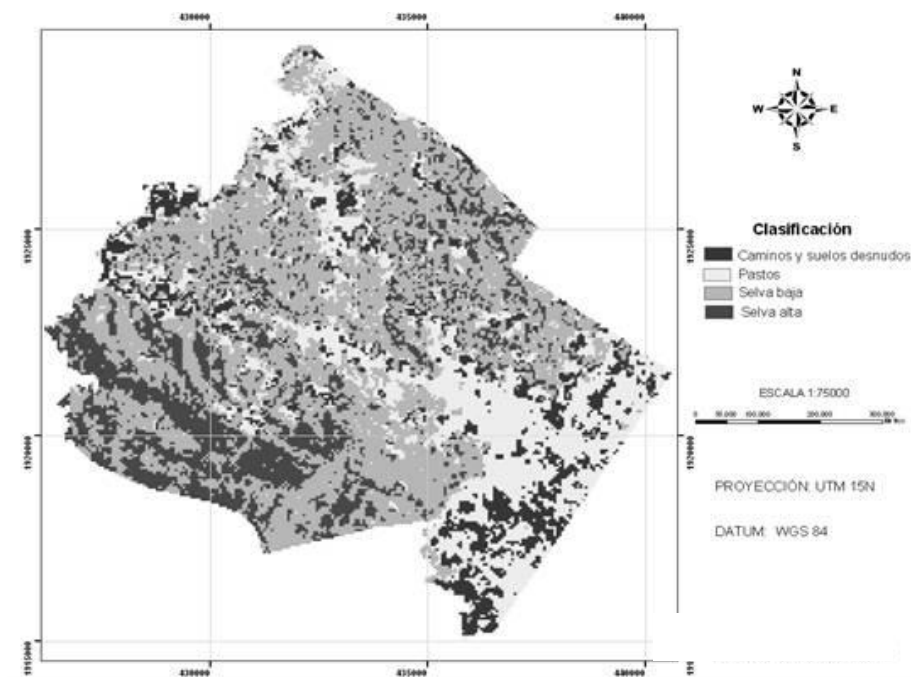 430000 435000 440000
N
W E
S
1925000 1925000
Clasificación
Caminos y suelos desnudos
Pastos
Selva baja
Selva alta
ESCALA 1:75000
0
1920000 1920000
PROYECCIÓN: UTM 15N
DATUM: WGS 84
1915000
430000 435000 440000